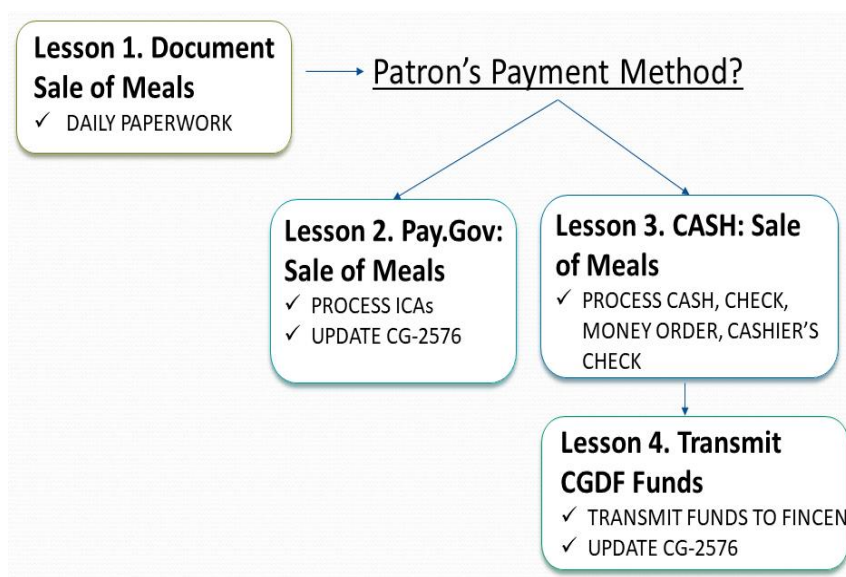 Lesson 1. Document
Sale of Meals
✓ DAILY PAPERWORK
Patron's Payment Method?
Lesson 2. Pay.Gov:
Sale of Meals
✓ PROCESS ICAs
✓ UPDATE CG-2576
Lesson 3. CASH: Sale
of Meals
✓ PROCESS CASH, CHECK,
MONEY ORDER, CASHIER'S
CHECK
Lesson 4. Transmit
CGDF Funds
✓ TRANSMIT FUNDS TO FINCEN
✓ UPDATE CG-2576